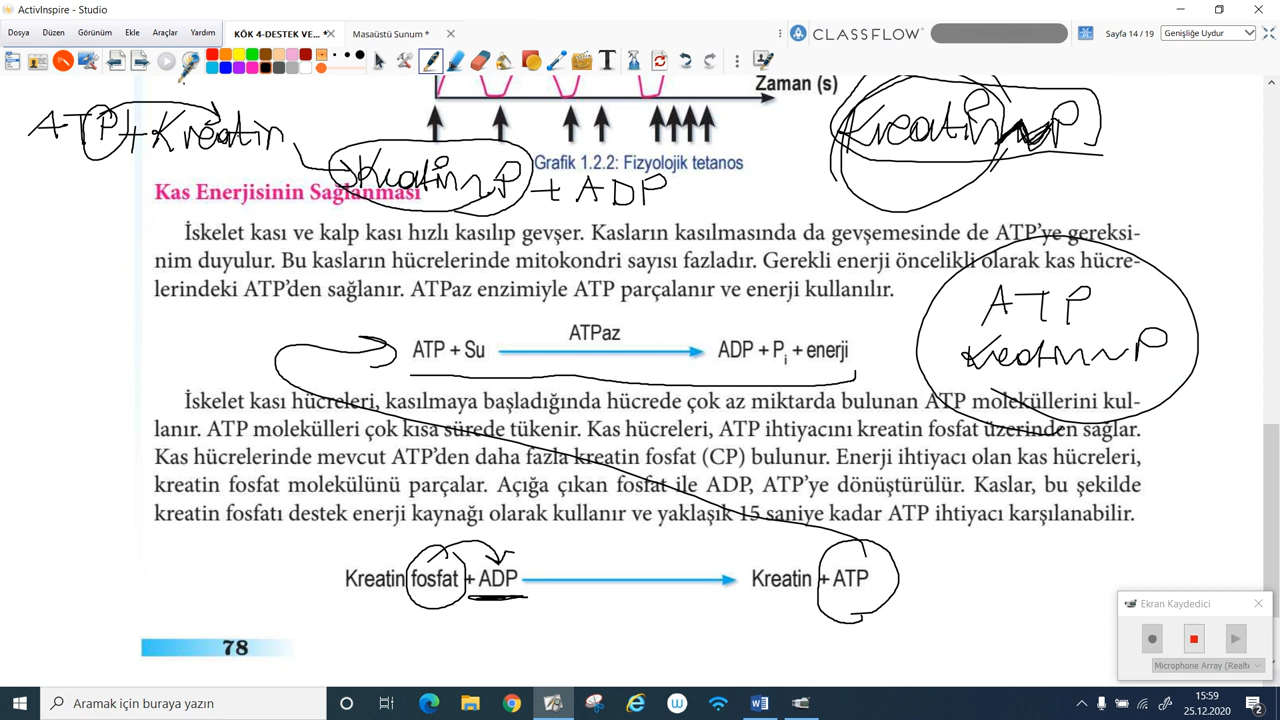 ActivInspire - Studio
Dosya Düzen Görünüm Ekle Araçlar Yardım
KÖK 4-DESTEK VE... *
Masaüstü Sunum *
CLASSFLOW
Sayfa 14 / 19
Genişliğe Uydur
Zaman (s)
ATP + Kreatin
Kreatin P + ADP
Kreatin P
Grafik 1.2.2: Fizyolojik tetanos
Kas Enerjisinin Sağlanması
İskelet kası ve kalp kası hızlı kasılıp gevşer. Kasların kasılmasında da gevşemesinde de ATP’ye gereksi-
nim duyulur. Bu kasların hücrelerinde mitokondri sayısı fazladır. Gerekli enerji öncelikli olarak kas hücre-
lerindeki ATP’den sağlanır. ATPaz enzimiyle ATP parçalanır ve enerji kullanılır.
ATP
Kreatin P
ATPaz
ATP + Su ADP + Pi + enerji
İskelet kası hücreleri, kasılmaya başladığında hücrede çok az miktarda bulunan ATP moleküllerini kul-
lanır. ATP molekülleri çok kısa sürede tükenir. Kas hücreleri, ATP ihtiyacını kreatin fosfat üzerinden sağlar.
Kas hücrelerinde mevcut ATP’den daha fazla kreatin fosfat (CP) bulunur. Enerji ihtiyacı olan kas hücreleri,
kreatin fosfat molekülünü parçalar. Açığa çıkan fosfat ile ADP, ATP’ye dönüştürülür. Kaslar, bu şekilde
kreatin fosfatı destek enerji kaynağı olarak kullanır ve yaklaşık 15 saniye kadar ATP ihtiyacı karşılanabilir.
Kreatin fosfat + ADP Kreatin + ATP
78
Ekran Kaydedici
Microphone Array (Realte
Aramak için buraya yazın
15:59
25.12.2020
2